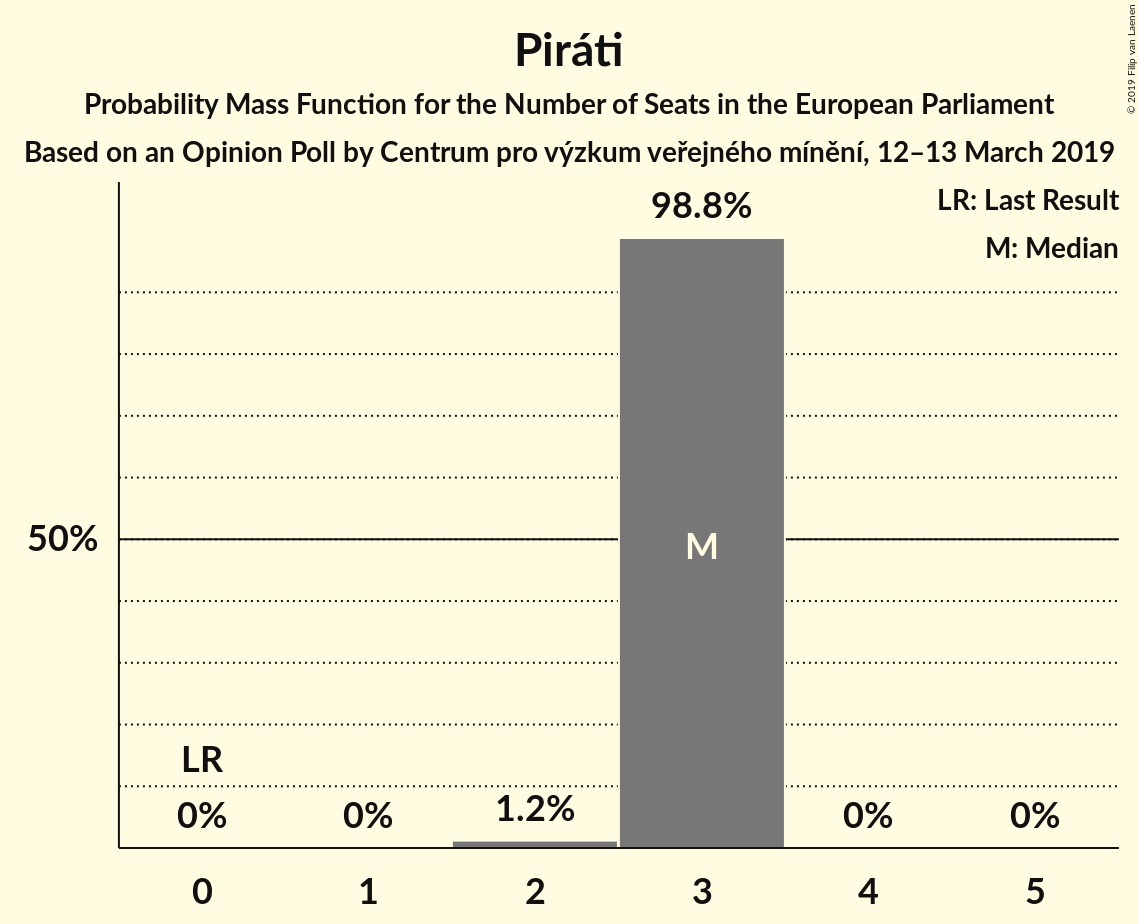 Piráti
Probability Mass Function for the Number of Seats in the European Parliament
Based on an Opinion Poll by Centrum pro výzkum veřejného mínění, 12–13 March 2019
© 2019 Filip van Laenen
LR: Last Result
M: Median
98.8%
50%
M
LR
0%
0%
1.2%
0%
0%
0
1
2
3
4
5